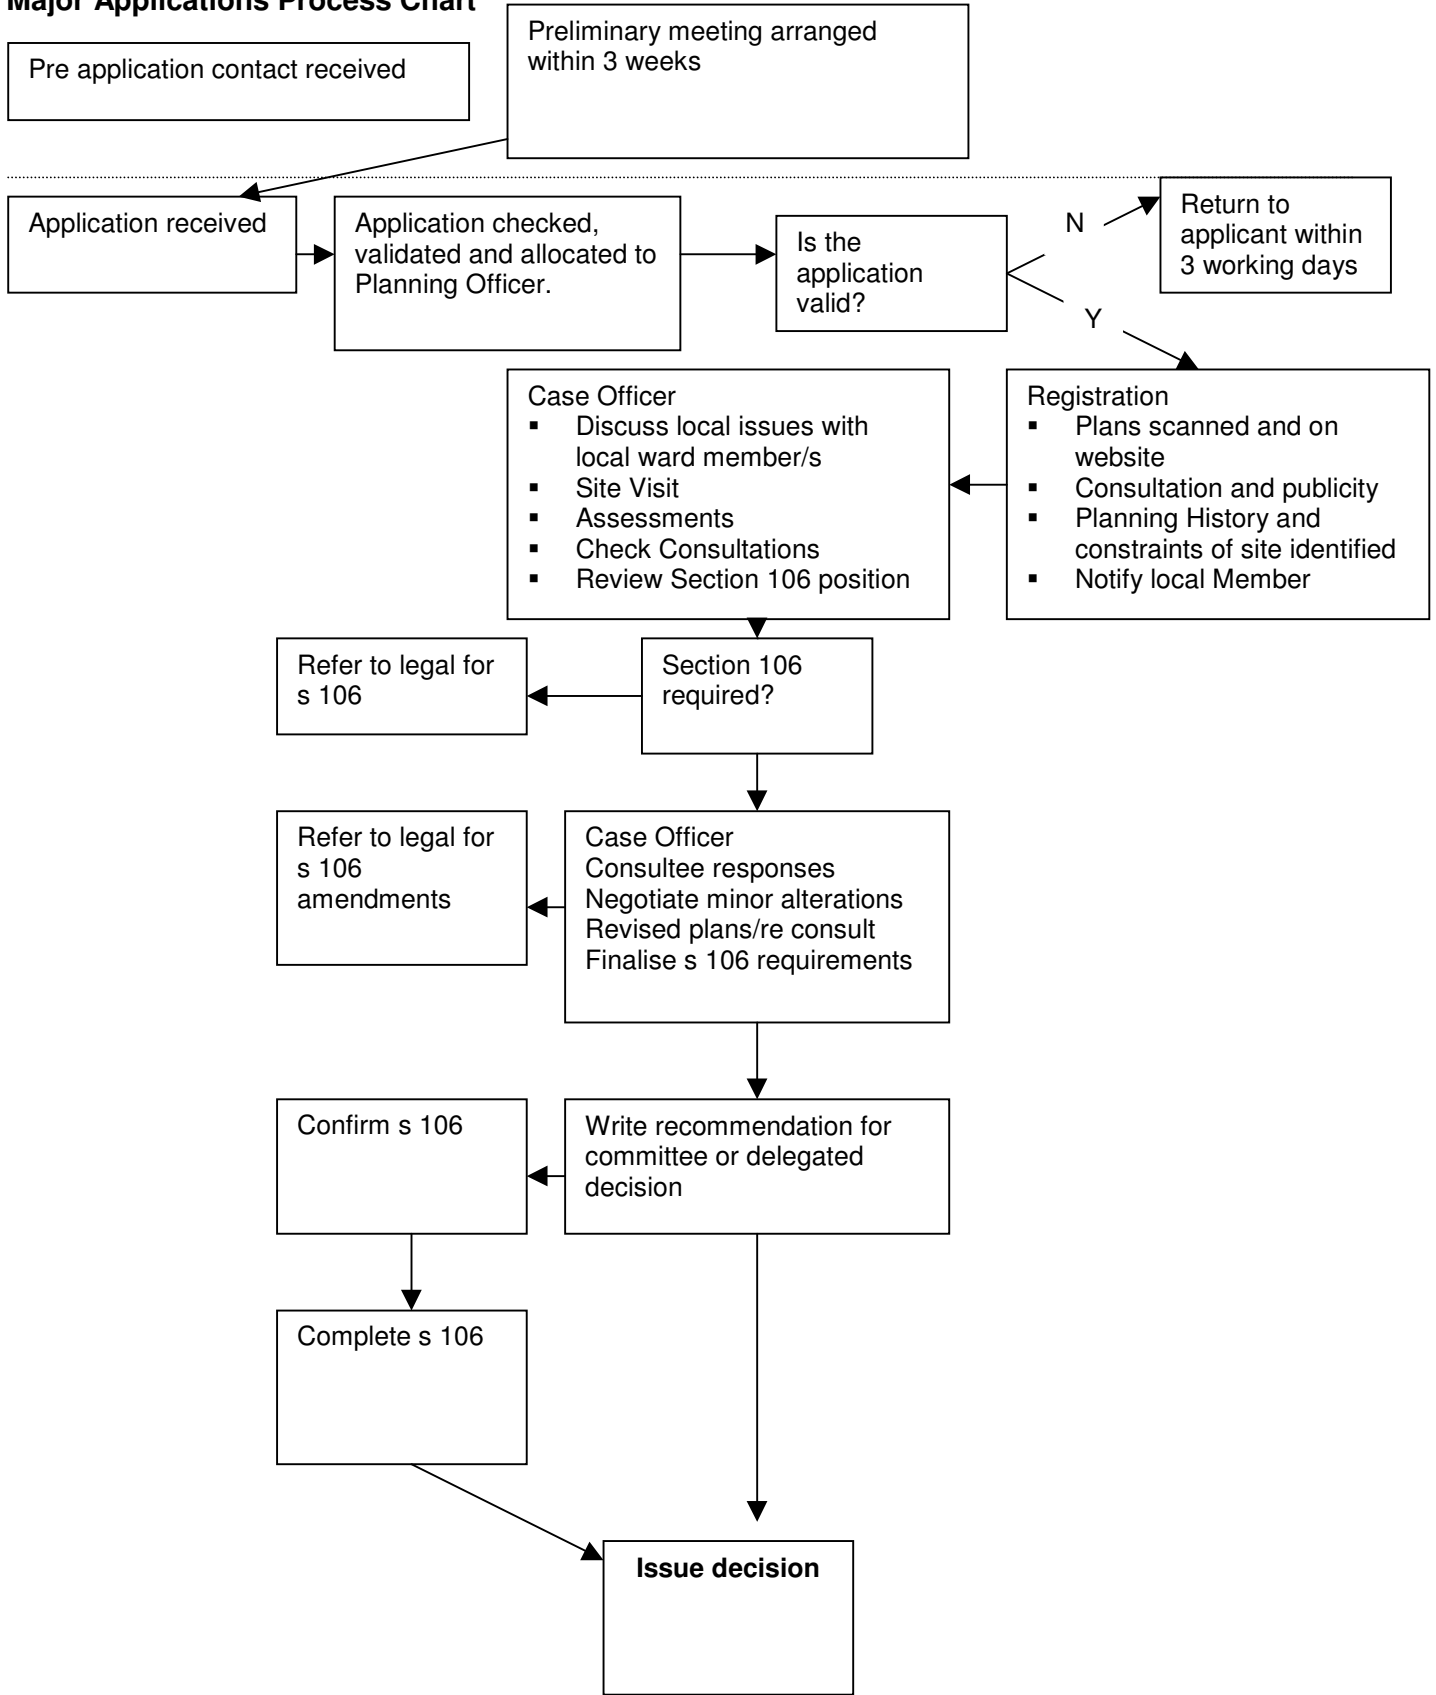 Major Applications Process Chart
Pre application contact received
Preliminary meeting arranged
within 3 weeks
Application received
Application checked,
validated and allocated to
Planning Officer.
Is the
application
valid?
N
Return to
applicant within
3 working days
Y
Registration
▪ Plans scanned and on
website
▪ Consultation and publicity
▪ Planning History and
constraints of site identified
▪ Notify local Member
Case Officer
▪ Discuss local issues with
local ward member/s
▪ Site Visit
▪ Assessments
▪ Check Consultations
▪ Review Section 106 position
Section 106
required?
Refer to legal for
s 106
Case Officer
Consultee responses
Negotiate minor alterations
Revised plans/re consult
Finalise s 106 requirements
Refer to legal for
s 106
amendments
Write recommendation for
committee or delegated
decision
Confirm s 106
Complete s 106
Issue decision